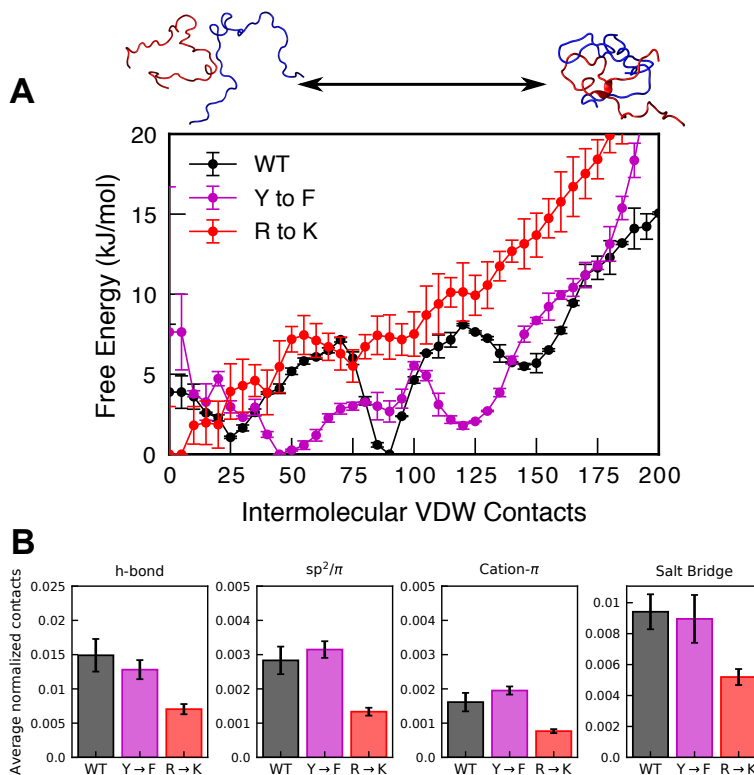 A
20
15
10
5
0
Free Energy (kJ/mol)
WT
Y to F
R to K
0 25 50 75 100 125 150 175 200
Intermolecular VDW Contacts
B
Average normalized contacts
h-bond
0.025
0.020
0.015
0.010
0.005
0.0
WT Y → F R → K
sp²/π
0.005
0.004
0.003
0.002
0.001
0.0
WT Y → F R → K
Cation-π
0.005
0.004
0.003
0.002
0.001
0.0
WT Y → F R → K
Salt Bridge
0.01
0.008
0.006
0.004
0.002
0.0
WT Y → F R → K